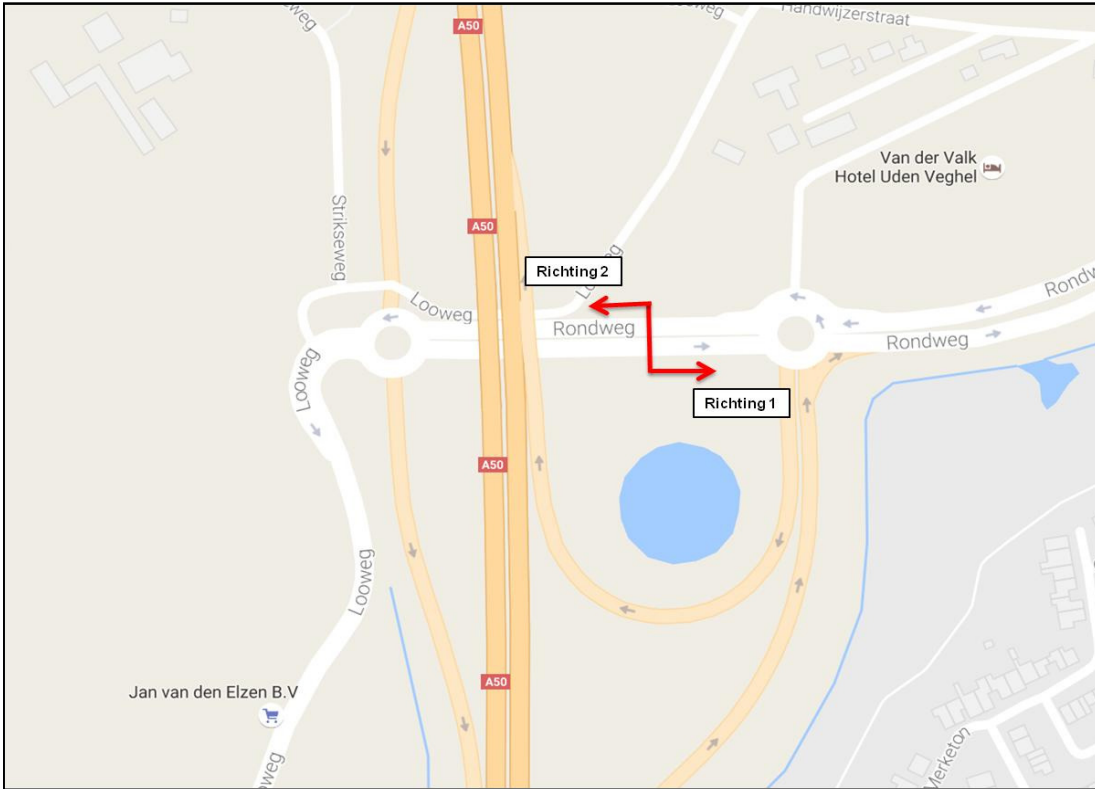 Handwijzerstraat
A50
Van der Valk
Hotel Uden Veghel
Strikseweg
A50
Richting 2
Looweg
Rondweg
Rondweg
Looweg
Richting 1
A50
Looweg
A50
Jan van den Elzen B.V
Merketon